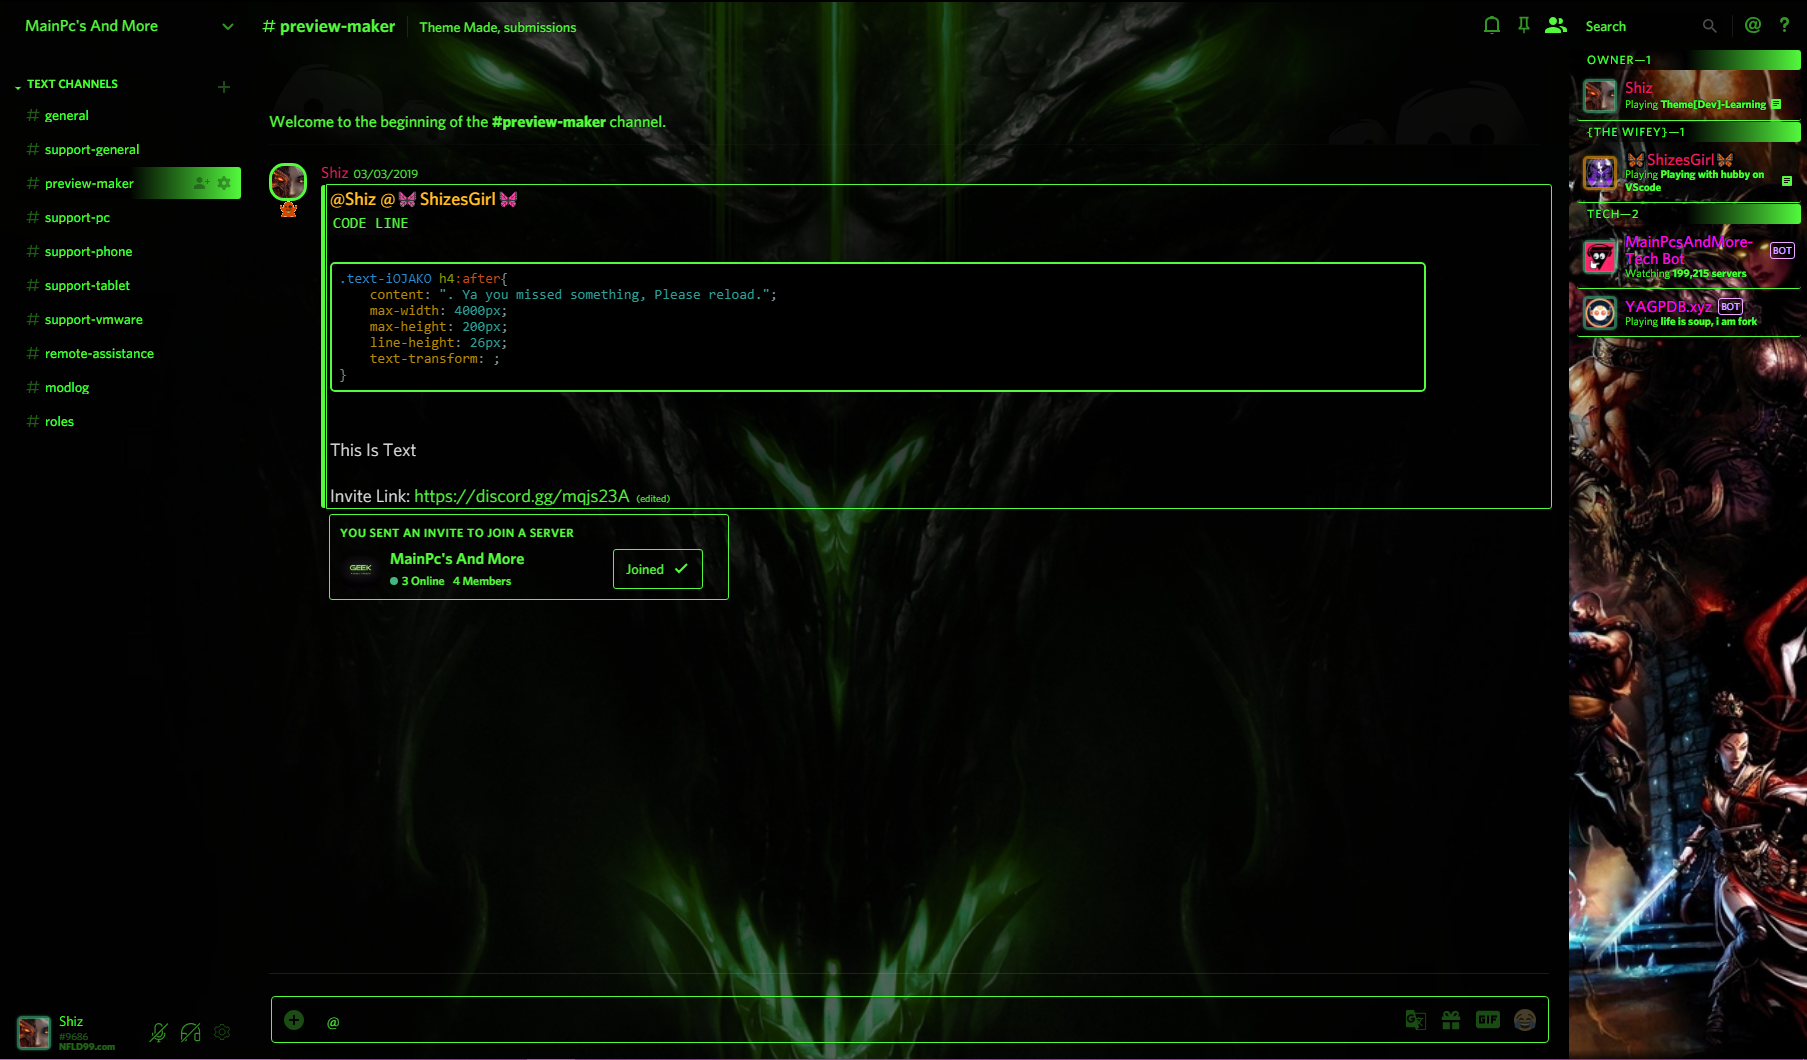 MainPc's And More
# preview-maker
Theme Made, submissions
Search
@
?
TEXT CHANNELS
+
# general
# support-general
# preview-maker
# support-pc
# support-phone
# support-tablet
# support-vmware
# remote-assistance
# modlog
# roles
Welcome to the beginning of the #preview-maker channel.
Shiz 03/03/2019
@Shiz @🦋 ShizesGirl 🦋
CODE LINE
.text-iOJAKO h4:after{
    content: ". Ya you missed something, Please reload.";
    max-width: 4000px;
    max-height: 200px;
    line-height: 26px;
    text-transform: ;
}
This Is Text
Invite Link: https://discord.gg/mqjs23A (edited)
YOU SENT AN INVITE TO JOIN A SERVER
GEEK
MainPc's And More
3 Online 4 Members
Joined
@
GIF
Shiz
#9686
NFLD99.com
OWNER—1
Shiz
Playing Theme[Dev]-Learning
{THE WIFEY}—1
🦋ShizesGirl🦋
Playing Playing with hubby on
VScode
TECH—2
MainPcsAndMore-
Tech Bot
BOT
Watching 199,215 servers
YAGPDB.xyz BOT
Playing life is soup, i am fork